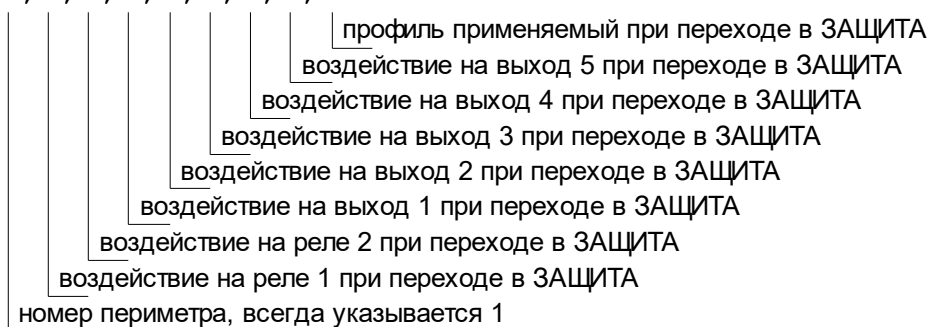 профиль применяемый при переходе в ЗАЩИТА
воздействие на выход 5 при переходе в ЗАЩИТА
воздействие на выход 4 при переходе в ЗАЩИТА
воздействие на выход 3 при переходе в ЗАЩИТА
воздействие на выход 2 при переходе в ЗАЩИТА
воздействие на выход 1 при переходе в ЗАЩИТА
воздействие на реле 2 при переходе в ЗАЩИТА
воздействие на реле 1 при переходе в ЗАЩИТА
номер периметра, всегда указывается 1